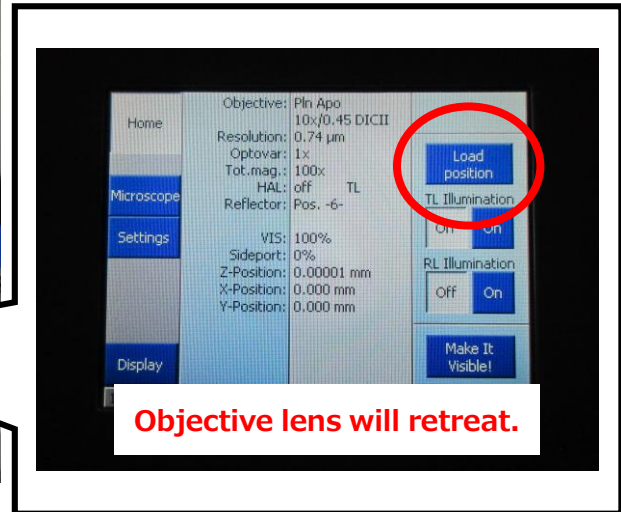 Home
Microscope
Settings
Display
Objective: Pln Apo
10x/0.45 DICII
Resolution: 0.74 µm
Optovar: 1x
Tot.mag.: 100x
HAL: off TL
Reflector: Pos. -6-
VIS: 100%
Sideport: 0%
Z-Position: 0.00001 mm
X-Position: 0.000 mm
Y-Position: 0.000 mm
Load
position
TL Illumination
Off On
RL Illumination
Off On
Make It
Visible!
Objective lens will retreat.